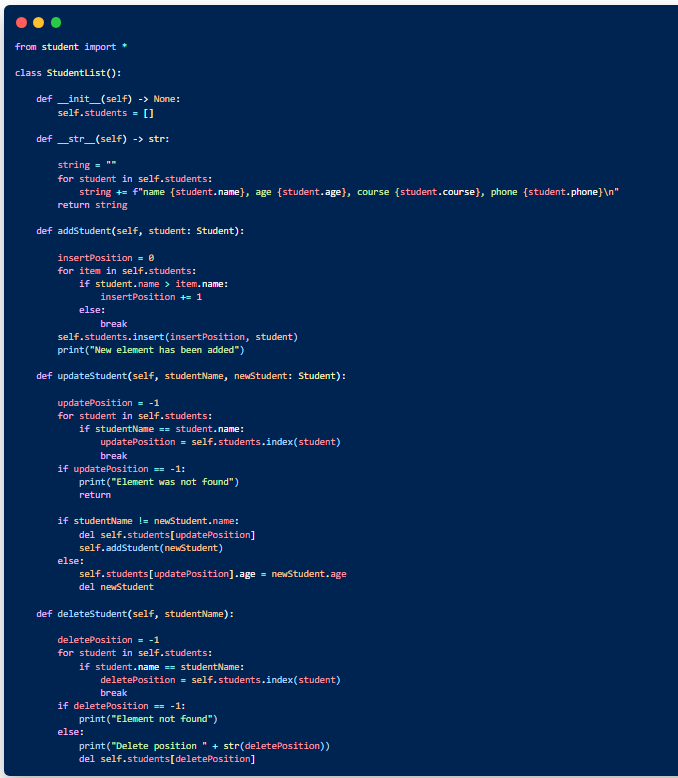 from student import *

class StudentList():

    def __init__(self) -> None:
        self.students = []

    def __str__(self) -> str:

        string = ""
        for student in self.students:
            string += f"name {student.name}, age {student.age}, course {student.course}, phone {student.phone}\n"
        return string

    def addStudent(self, student: Student):

        insertPosition = 0
        for item in self.students:
            if student.name > item.name:
                insertPosition += 1
            else:
                break
        self.students.insert(insertPosition, student)
        print("New element has been added")

    def updateStudent(self, studentName, newStudent: Student):

        updatePosition = -1
        for student in self.students:
            if studentName == student.name:
                updatePosition = self.students.index(student)
                break
        if updatePosition == -1:
            print("Element was not found")
            return

        if studentName != newStudent.name:
            del self.students[updatePosition]
            self.addStudent(newStudent)
        else:
            self.students[updatePosition].age = newStudent.age
            del newStudent

    def deleteStudent(self, studentName):

        deletePosition = -1
        for student in self.students:
            if student.name == studentName:
                deletePosition = self.students.index(student)
                break
        if deletePosition == -1:
            print("Element not found")
        else:
            print("Delete position " + str(deletePosition))
            del self.students[deletePosition]